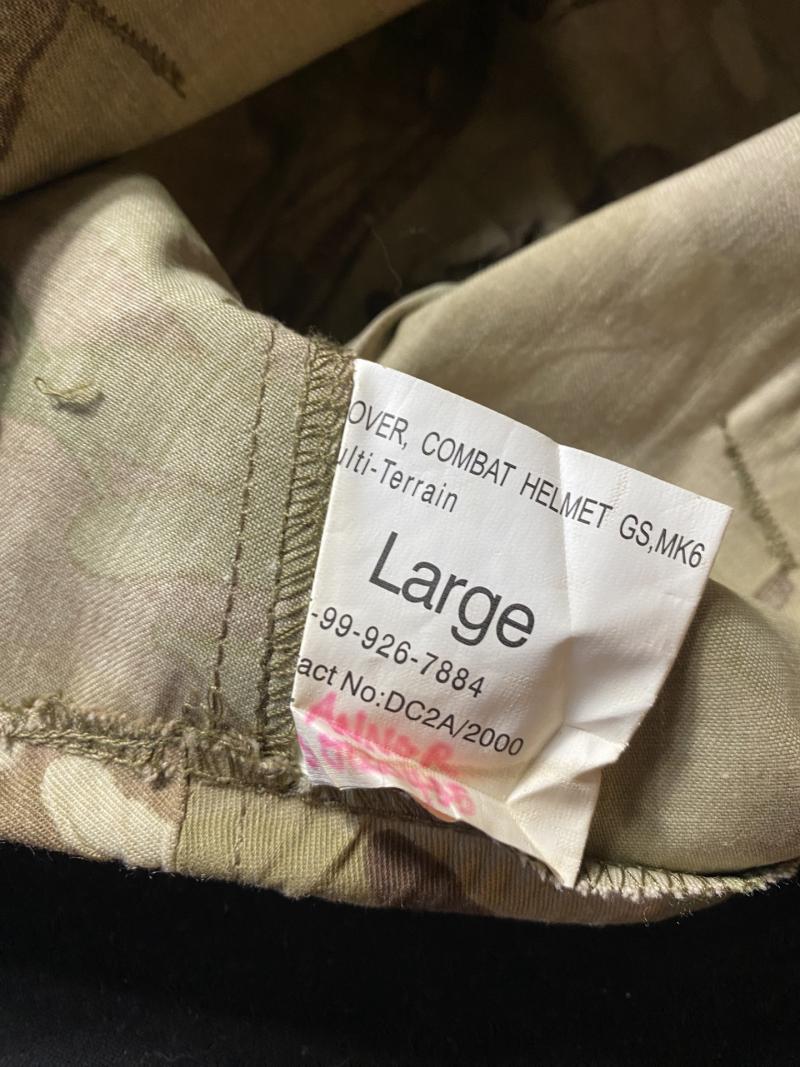 OVER, COMBAT HELMET GS,MK6
ulti-Terrain
Large
-99-926-7884
act No:DC2A/2000